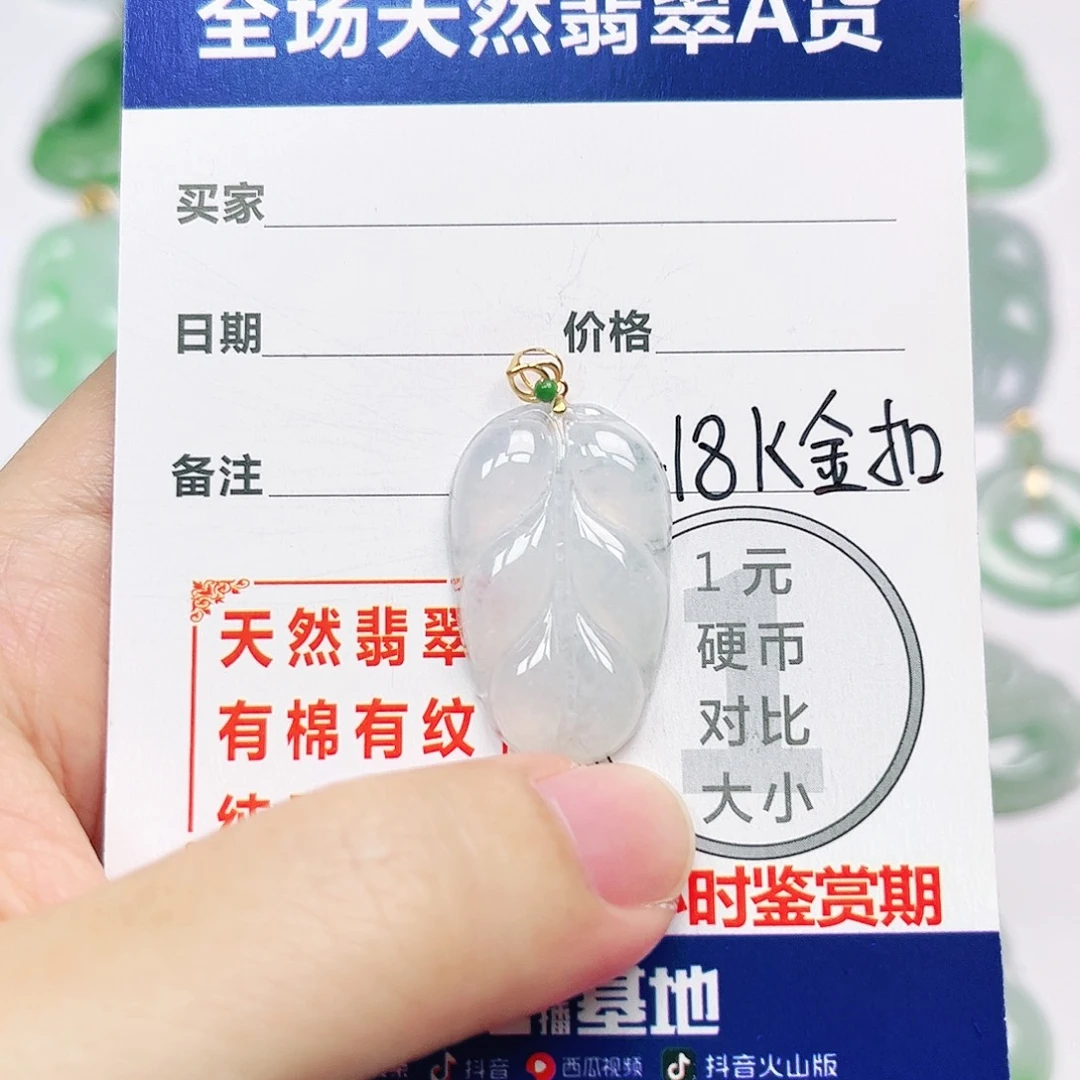 全场天然翡翠A货
买家
日期 价格
备注 18K金扣
1元
硬币
对比
大小
天然翡翠
有棉有纹
时鉴赏期
播基地
抖音 西瓜视频 抖音火山版